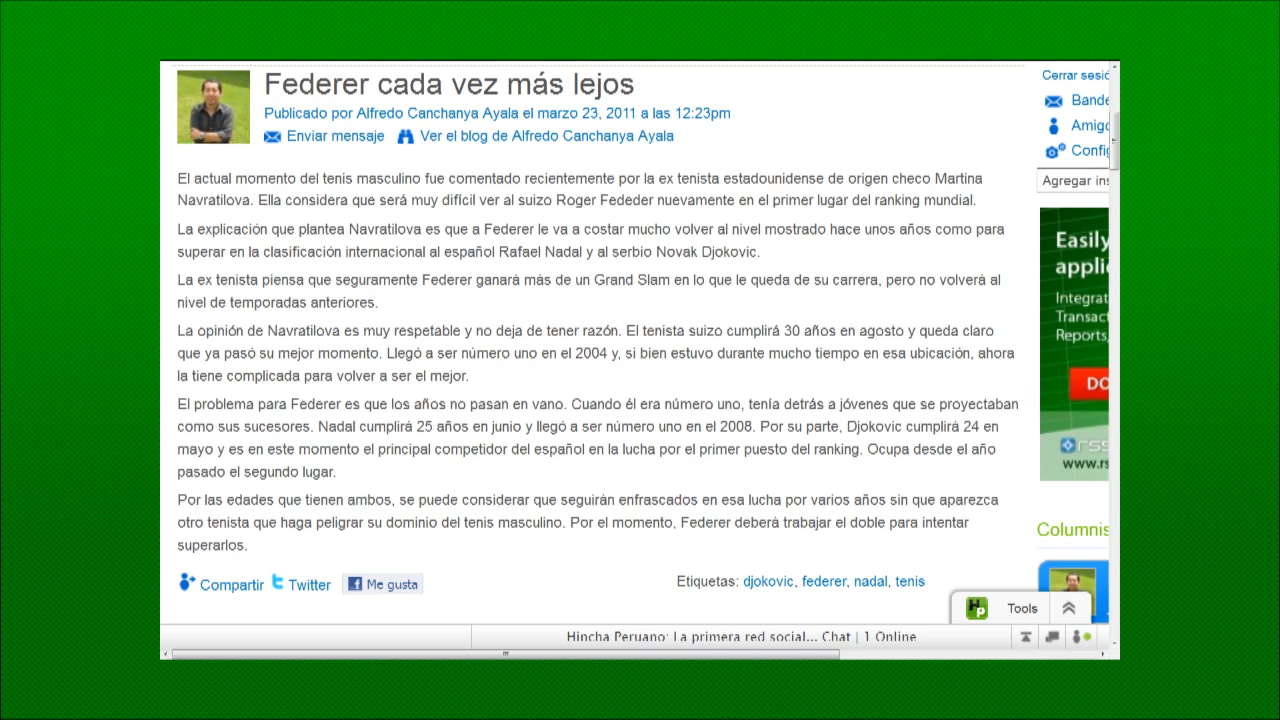 Federer cada vez más lejos
Publicado por Alfredo Canchanya Ayala el marzo 23, 2011 a las 12:23pm
Enviar mensaje Ver el blog de Alfredo Canchanya Ayala
El actual momento del tenis masculino fue comentado recientemente por la ex tenista estadounidense de origen checo Martina
Navratilova. Ella considera que será muy difícil ver al suizo Roger Fededer nuevamente en el primer lugar del ranking mundial.
La explicación que plantea Navratilova es que a Federer le va a costar mucho volver al nivel mostrado hace unos años como para
superar en la clasificación internacional al español Rafael Nadal y al serbio Novak Djokovic.
La ex tenista piensa que seguramente Federer ganará más de un Grand Slam en lo que le queda de su carrera, pero no volverá al
nivel de temporadas anteriores.
La opinión de Navratilova es muy respetable y no deja de tener razón. El tenista suizo cumplirá 30 años en agosto y queda claro
que ya pasó su mejor momento. Llegó a ser número uno en el 2004 y, si bien estuvo durante mucho tiempo en esa ubicación, ahora
la tiene complicada para volver a ser el mejor.
El problema para Federer es que los años no pasan en vano. Cuando él era número uno, tenía detrás a jóvenes que se proyectaban
como sus sucesores. Nadal cumplirá 25 años en junio y llegó a ser número uno en el 2008. Por su parte, Djokovic cumplirá 24 en
mayo y es en este momento el principal competidor del español en la lucha por el primer puesto del ranking. Ocupa desde el año
pasado el segundo lugar.
Por las edades que tienen ambos, se puede considerar que seguirán enfrascados en esa lucha por varios años sin que aparezca
otro tenista que haga peligrar su dominio del tenis masculino. Por el momento, Federer deberá trabajar el doble para intentar
superarlos.
Compartir Twitter Me gusta
Etiquetas: djokovic, federer, nadal, tenis
Cerrar sesió
Bande
Amigo
Config
Agregar ins
Easily
applic
Integrat
Transac
Reports,
DO
rss
www.rs
Columnis
Tools
Hincha Peruano: La primera red social... Chat | 1 Online